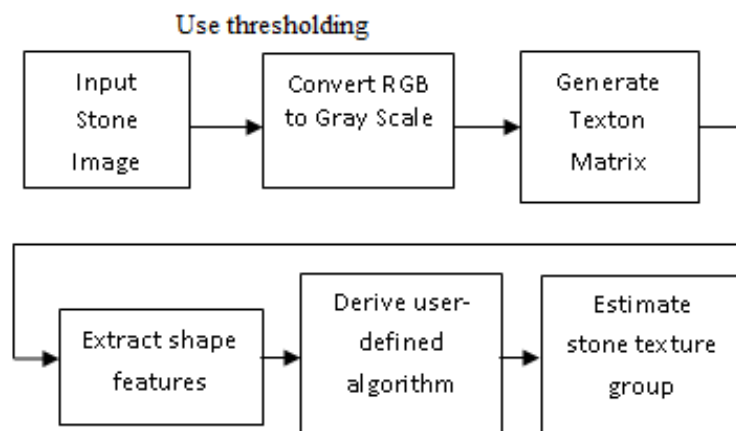 Use thresholding
Input
Stone
Image
Convert RGB
to Gray Scale
Generate
Texton
Matrix
Extract shape
features
Derive user-
defined
algorithm
Estimate
stone texture
group